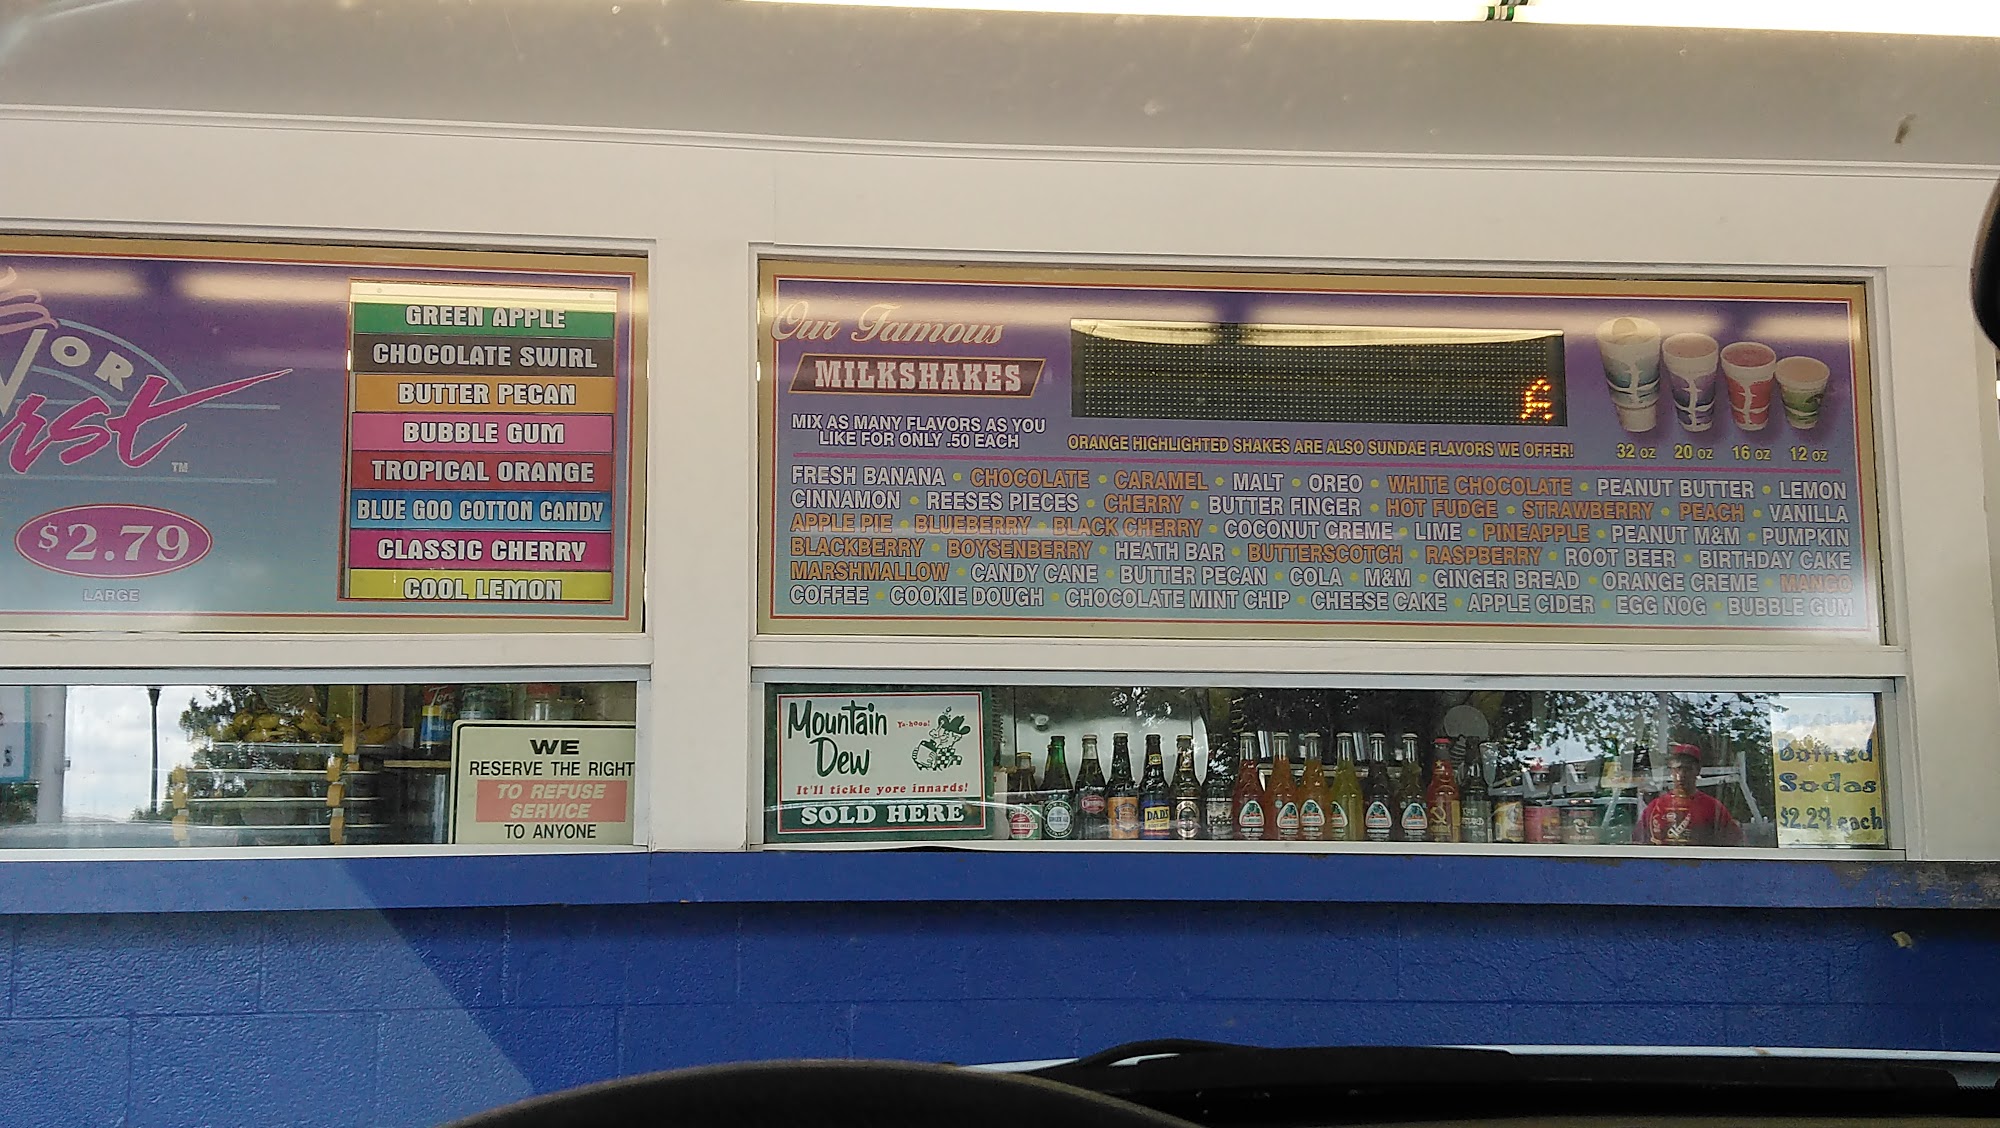 VOR
rst
TM
$2.79
LARGE
GREEN APPLE
CHOCOLATE SWIRL
BUTTER PECAN
BUBBLE GUM
TROPICAL ORANGE
BLUE GOO COTTON CANDY
CLASSIC CHERRY
COOL LEMON
Our Famous
MILKSHAKES
MIX AS MANY FLAVORS AS YOU
LIKE FOR ONLY .50 EACH
A
ORANGE HIGHLIGHTED SHAKES ARE ALSO SUNDAE FLAVORS WE OFFER!
32 OZ 20 OZ 16 OZ 12 OZ
FRESH BANANA • CHOCOLATE • CARAMEL • MALT • OREO • WHITE CHOCOLATE • PEANUT BUTTER • LEMON
CINNAMON • REESES PIECES • CHERRY • BUTTER FINGER • HOT FUDGE • STRAWBERRY • PEACH • VANILLA
APPLE PIE • BLUEBERRY • BLACK CHERRY • COCONUT CREME • LIME • PINEAPPLE • PEANUT M&M • PUMPKIN
BLACKBERRY • BOYSENBERRY • HEATH BAR • BUTTERSCOTCH • RASPBERRY • ROOT BEER • BIRTHDAY CAKE
MARSHMALLOW • CANDY CANE • BUTTER PECAN • COLA • M&M • GINGER BREAD • ORANGE CREME • MANGO
COFFEE • COOKIE DOUGH • CHOCOLATE MINT CHIP • CHEESE CAKE • APPLE CIDER • EGG NOG • BUBBLE GUM
WE
RESERVE THE RIGHT
TO REFUSE
SERVICE
TO ANYONE
Mountain
Dew
Ya-hooo!
It'll tickle yore innards!
SOLD HERE
DAD'S
Bottled
Sodas
$2.29 each